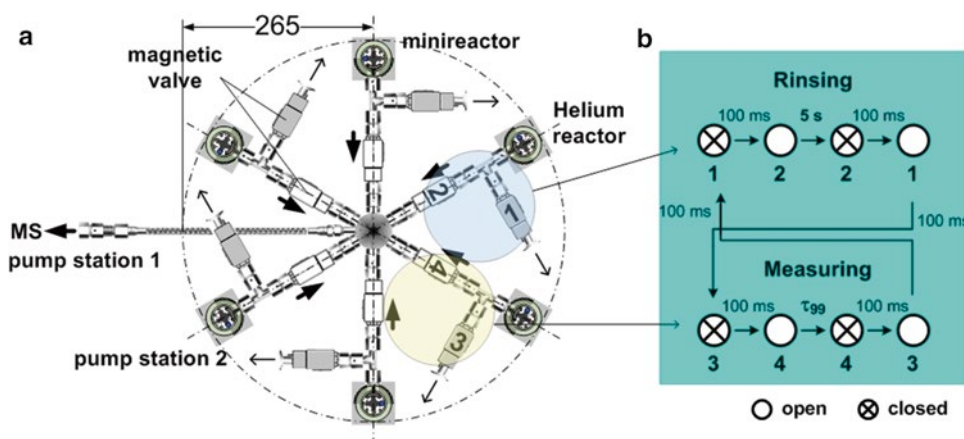 a
265
minireactor
magnetic
valve
Helium
reactor
2
1
4
3
MS
pump station 1
pump station 2
b
Rinsing
100 ms 5 s 100 ms
1 2 2 1
100 ms
100 ms
Measuring
100 ms τ99 100 ms
3 4 4 3
open closed